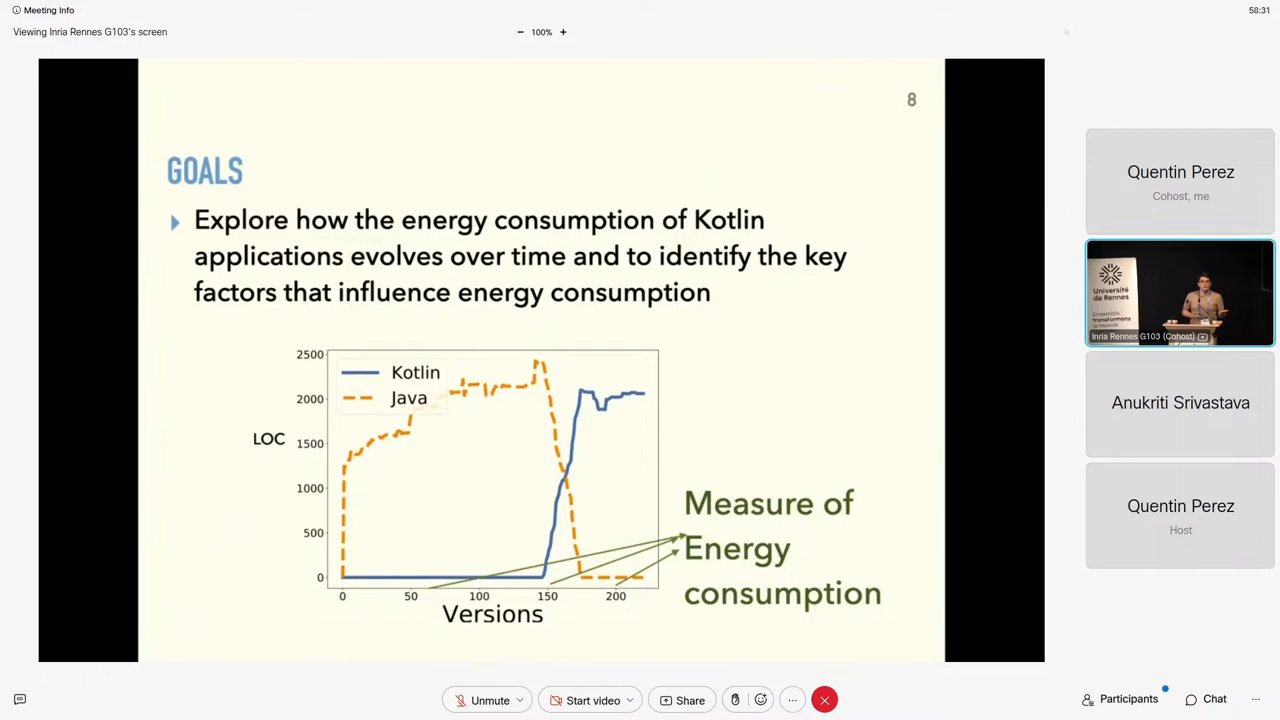 Meeting Info
58:31
Viewing Inria Rennes G103's screen
100%
8
GOALS
Explore how the energy consumption of Kotlin
applications evolves over time and to identify the key
factors that influence energy consumption
2500
2000
1500
1000
500
0
LOC
Kotlin
Java
0
50
100
150
200
Versions
Measure of
Energy
consumption
Quentin Perez
Cohost, me
Université
de Rennes
Inria Rennes G103 (Cohost)
Anukriti Srivastava
Quentin Perez
Host
Unmute
Start video
Share
Participants
Chat